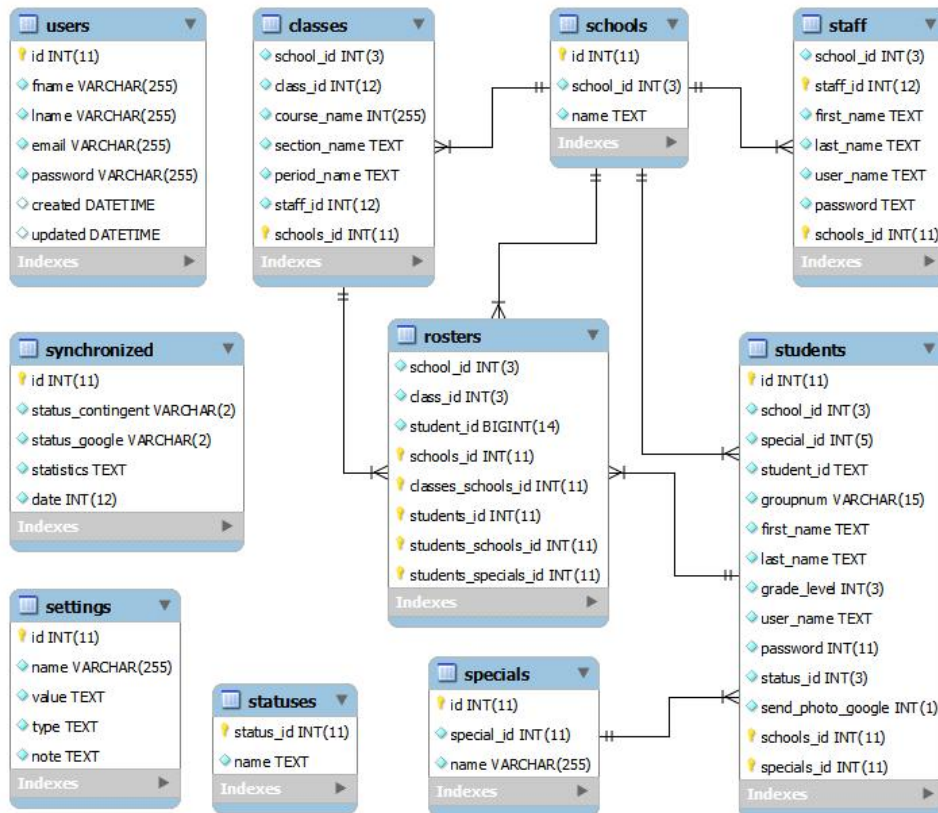 users
id INT(11)
fname VARCHAR(255)
lname VARCHAR(255)
email VARCHAR(255)
password VARCHAR(255)
created DATETIME
updated DATETIME
Indexes
classes
school_id INT(3)
class_id INT(12)
course_name INT(255)
section_name TEXT
period_name TEXT
staff_id INT(12)
schools_id INT(11)
Indexes
schools
id INT(11)
school_id INT(3)
name TEXT
Indexes
staff
school_id INT(3)
staff_id INT(12)
first_name TEXT
last_name TEXT
user_name TEXT
password TEXT
schools_id INT(11)
Indexes
synchronized
id INT(11)
status_contingent VARCHAR(2)
status_google VARCHAR(2)
statistics TEXT
date INT(12)
Indexes
rosters
school_id INT(3)
class_id INT(3)
student_id BIGINT(14)
schools_id INT(11)
classes_schools_id INT(11)
students_id INT(11)
students_schools_id INT(11)
students_specials_id INT(11)
Indexes
students
id INT(11)
school_id INT(3)
special_id INT(5)
student_id TEXT
groupnum VARCHAR(15)
first_name TEXT
last_name TEXT
grade_level INT(3)
user_name TEXT
password INT(11)
status_id INT(3)
send_photo_google INT(1)
schools_id INT(11)
specials_id INT(11)
Indexes
settings
id INT(11)
name VARCHAR(255)
value TEXT
type TEXT
note TEXT
Indexes
statuses
status_id INT(11)
name TEXT
Indexes
specials
id INT(11)
special_id INT(11)
name VARCHAR(255)
Indexes